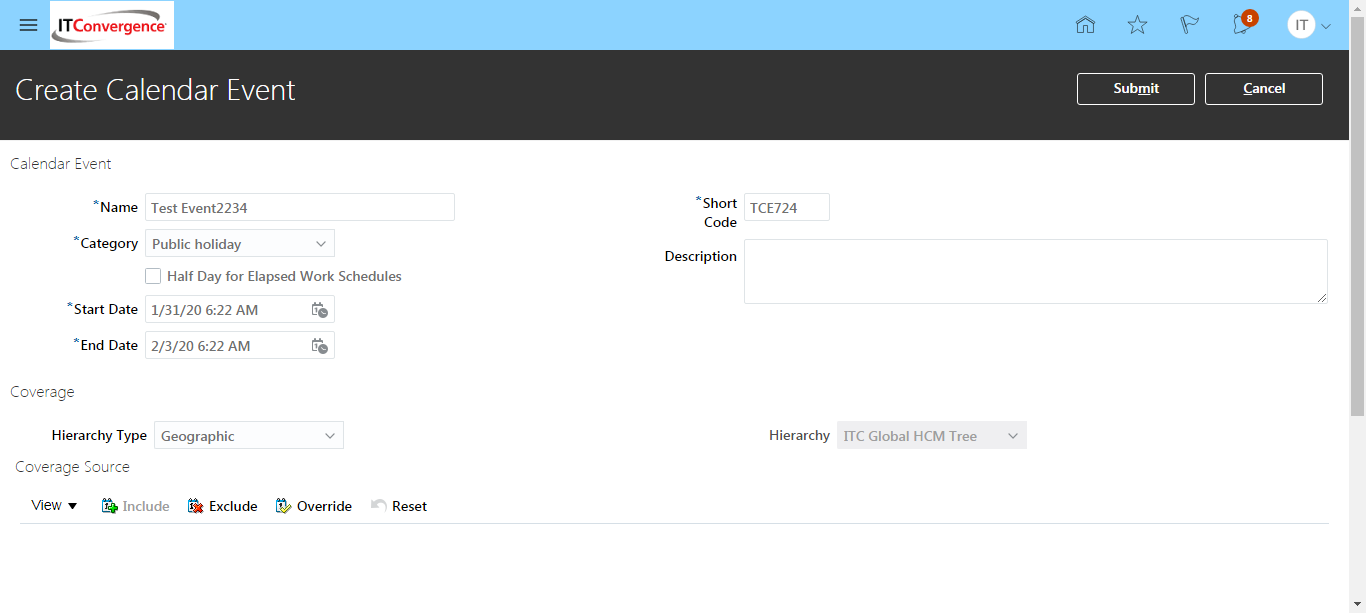 ITConvergence
8
IT
Create Calendar Event
Submit
Cancel
Calendar Event
*Name
Test Event2234
*Short Code
TCE724
*Category
Public holiday
Description
Half Day for Elapsed Work Schedules
*Start Date
1/31/20 6:22 AM
*End Date
2/3/20 6:22 AM
Coverage
Hierarchy Type
Geographic
Hierarchy
ITC Global HCM Tree
Coverage Source
View
Include
Exclude
Override
Reset